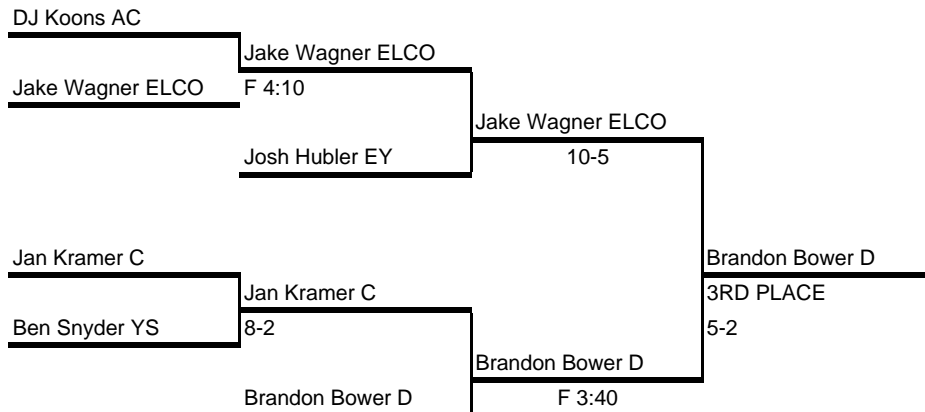 DJ Koons AC
Jake Wagner ELCO
Jake Wagner ELCO
F 4:10
Jake Wagner ELCO
Josh Hubler EY
10-5
Jan Kramer C
Brandon Bower D
Jan Kramer C
3RD PLACE
Ben Snyder YS
8-2
5-2
Brandon Bower D
Brandon Bower D
F 3:40